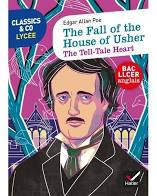 CLASSICS & CO
LYCÉE
Edgar Allan Poe
The Fall of the
House of Usher
The Tell-Tale Heart
BAC
LLCER
anglais
Hatier